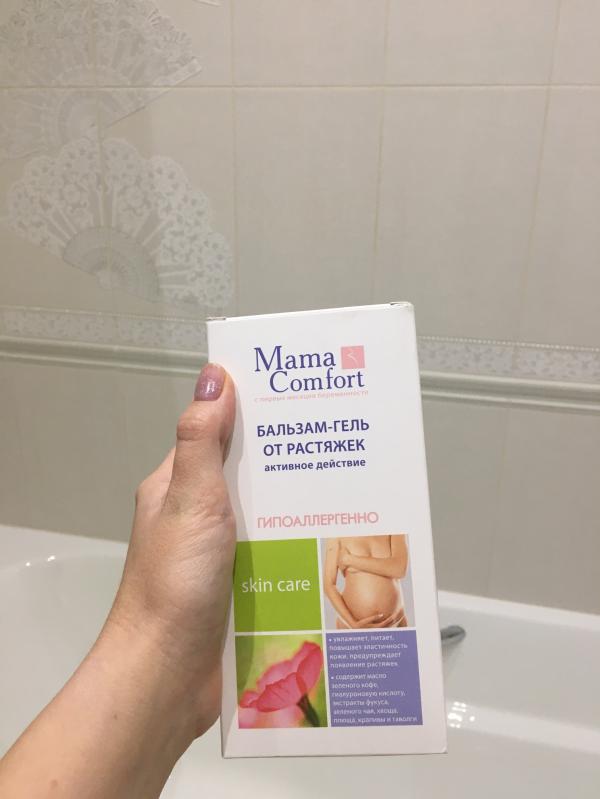 Mama
Comfort
с первых месяцев беременности
БАЛЬЗАМ-ГЕЛЬ
ОТ РАСТЯЖЕК
активное действие
ГИПОАЛЛЕРГЕННО
skin care
• увлажняет, питает,
повышает эластичность
кожи, предупреждает
появление растяжек
• содержит масло
зеленого кофе,
гиалуроновую кислоту,
экстракты фукуса,
зеленого чая, хвоща,
плюща, крапивы и таволги